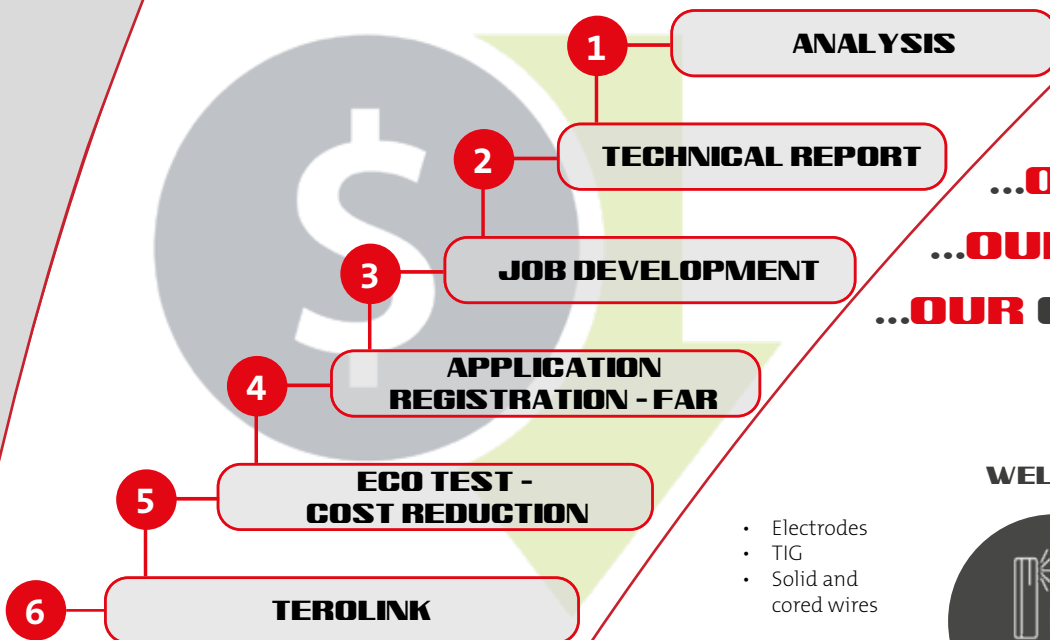 1
ANALYSIS
2
TECHNICAL REPORT
3
JOB DEVELOPMENT
4
APPLICATION
REGISTRATION - FAR
5
ECO TEST -
COST REDUCTION
6
TEROLINK
$
...OUR
• Electrodes
• TIG
• Solid and
cored wires